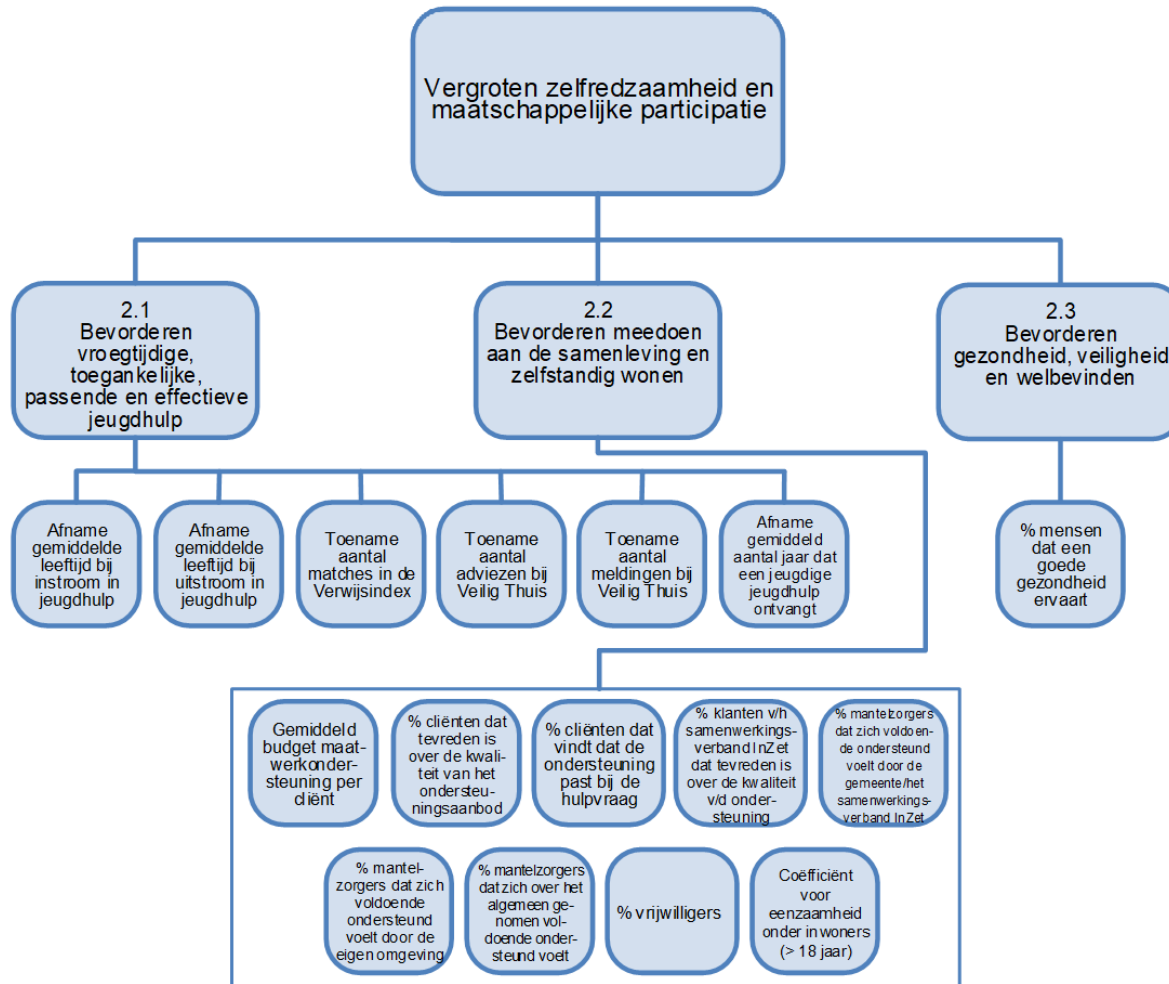 Vergroten zelfredzaamheid en
maatschappelijke participatie
2.1
Bevorderen
vroegtijdige,
toegankelijke,
passende en effectieve
jeugdhulp
2.2
Bevorderen meedoen
aan de samenleving en
zelfstandig wonen
2.3
Bevorderen
gezondheid, veiligheid
en welbevinden
Afname
gemiddelde
leeftijd bij
instroom in
jeugdhulp
Afname
gemiddelde
leeftijd bij
uitstroom in
jeugdhulp
Toename
aantal
matches in de
Verwijsindex
Toename
aantal
adviezen bij
Veilig Thuis
Toename
aantal
meldingen bij
Veilig Thuis
Afname
gemiddeld
aantal jaar dat
een jeugdige
jeugdhulp
ontvangt
% mensen
dat een
goede
gezondheid
ervaart
Gemiddeld
budget maat-
werkonder-
steuning per
cliënt
% cliënten dat
tevreden is
over de kwali-
teit van het
ondersteu-
ningsaanbod
% cliënten dat
vindt dat de
ondersteuning
past bij de
hulpvraag
% klanten v/h
samenwerkings-
verband InZet
dat tevreden is
over de kwaliteit
v/d onder-
steuning
% mantelzorgers
dat zich voldoen-
de ondersteund
voelt door de
gemeente/het
samenwerkings-
verband InZet
% mantel-
zorgers dat zich
voldoende
ondersteund
voelt door de
eigen omgeving
% mantelzorgers
dat zich over het
algemeen ge-
nomen vol-
doende onder-
steund voelt
% vrijwilligers
Coëfficiënt
voor
eenzaamheid
onder inwoners
(> 18 jaar)